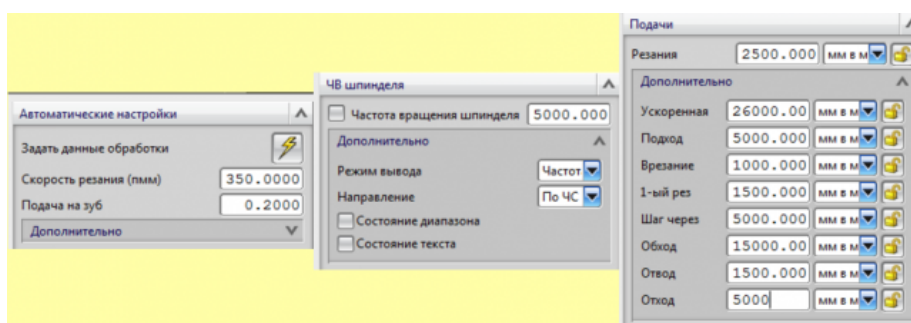 Автоматические настройки
Задать данные обработки
Скорость резания (пмм) 350.0000
Подача на зуб 0.2000
Дополнительно
ЧВ шпинделя
Частота вращения шпинделя 5000.000
Дополнительно
Режим вывода Частот
Направление По ЧС
Состояние диапазона
Состояние текста
Подачи
Резания 2500.000 мм в м
Дополнительно
Ускоренная 26000.00 мм в м
Подход 5000.000 мм в м
Врезание 1000.000 мм в м
1-ый рез 1500.000 мм в м
Шаг через 5000.000 мм в м
Обход 15000.00 мм в м
Отвод 1500.000 мм в м
Отход 5000 мм в м